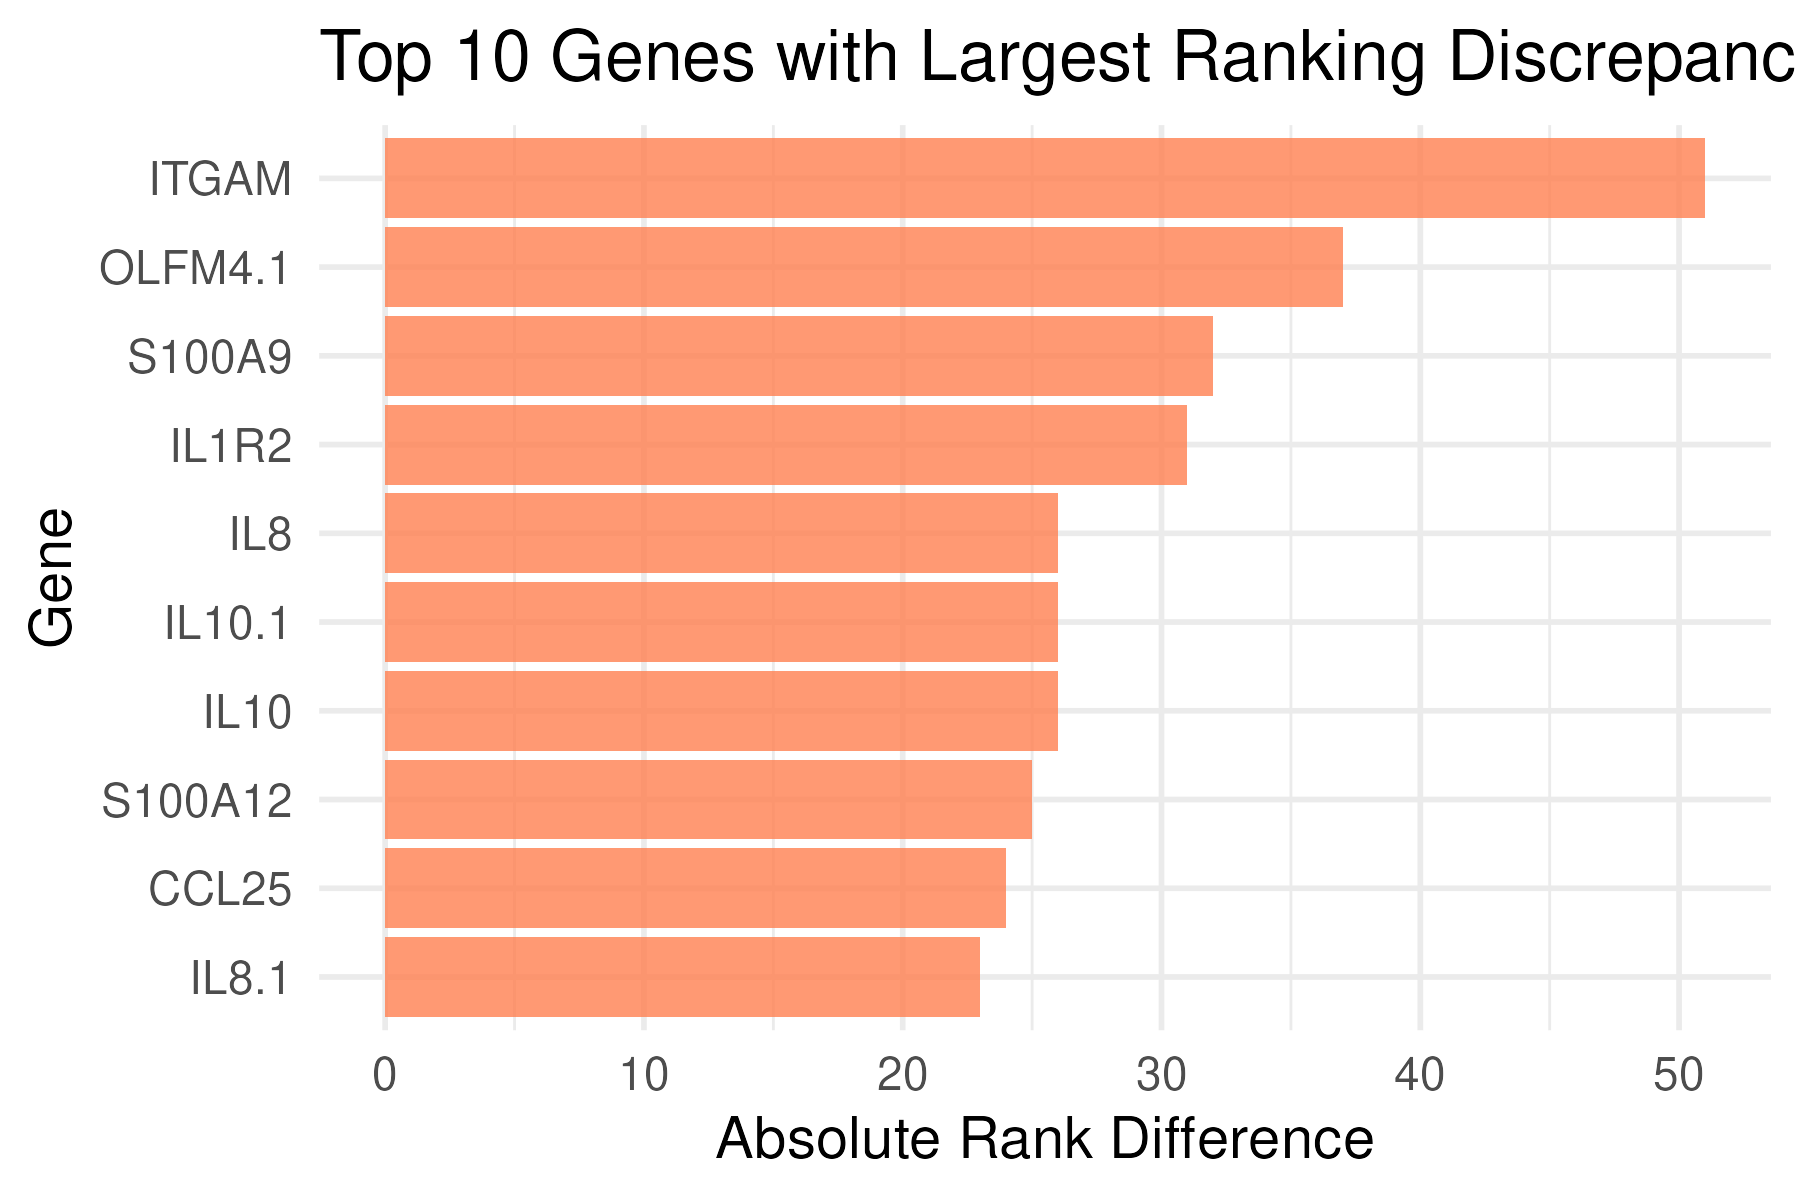 Top 10 Genes with Largest Ranking Discrepanc
ITGAM
OLFM4.1
S100A9
IL1R2
IL8
IL10.1
IL10
S100A12
CCL25
IL8.1
Gene
0 10 20 30 40 50
Absolute Rank Difference